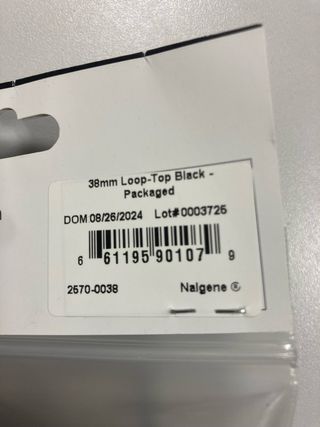 38mm Loop-Top Black -
Packaged
DOM 08/26/2024 Lot#0003725
6 61195 90107 9
2570-0038 Nalgene ®